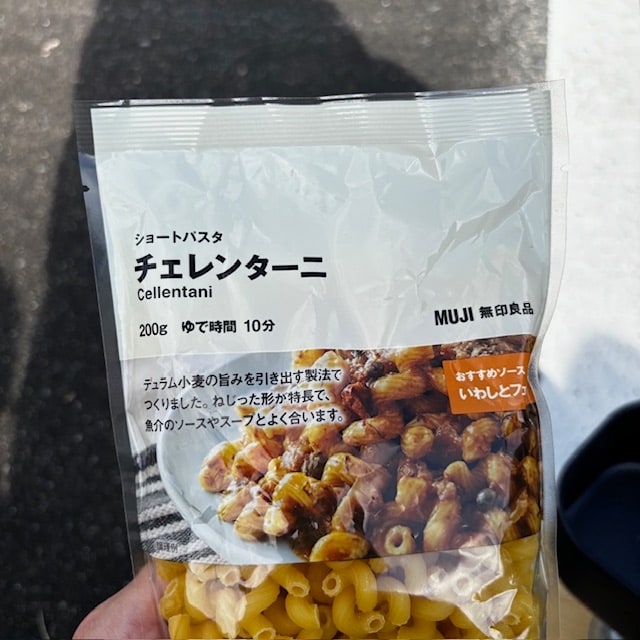 ショートパスタ
チェレンターニ
Cellentani
200g ゆで時間 10分
MUJI 無印良品
デュラム小麦の旨みを引き出す製法で
つくりました。ねじった形が特長で、
魚介のソースやスープとよく合います。
おすすめソース
いわしとフェ